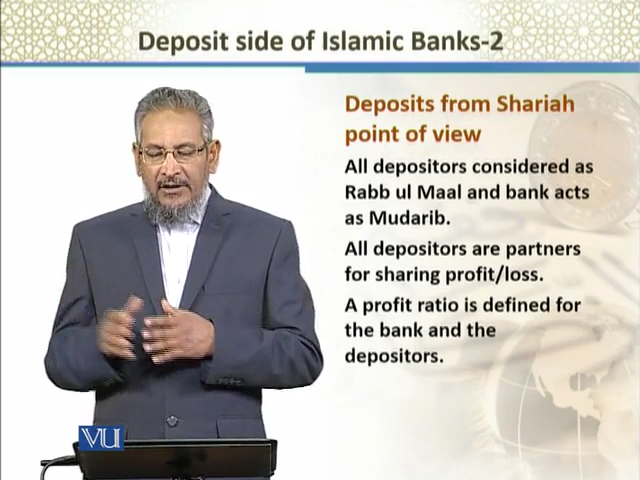 Deposit side of Islamic Banks-2
Deposits from Shariah
point of view
All depositors considered as
Rabb ul Maal and bank acts
as Mudarib.
All depositors are partners
for sharing profit/loss.
A profit ratio is defined for
the bank and the
depositors.
VU